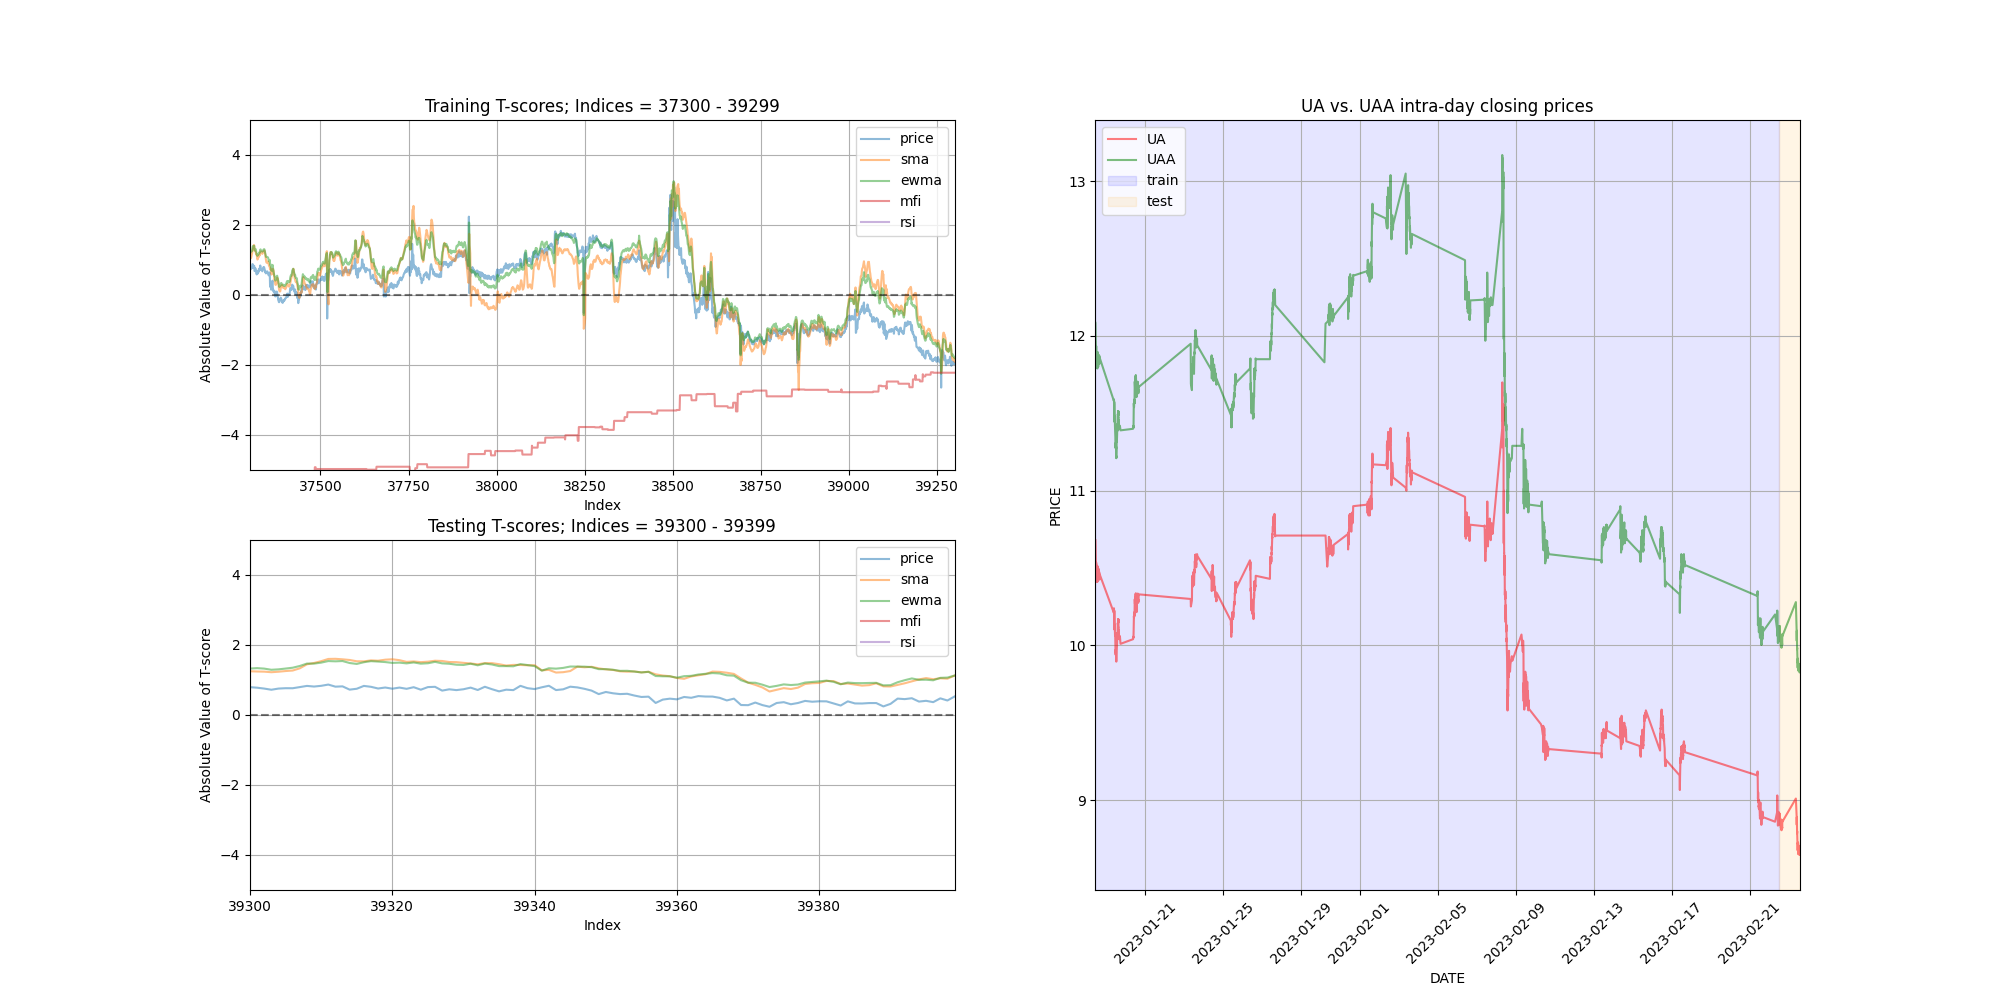 Training T-scores; Indices = 37300 - 39299
Absolute Value of T-score
4
2
0
−2
−4
price
sma
ewma
mfi
rsi
37500 37750 38000 38250 38500 38750 39000 39250
Index
Testing T-scores; Indices = 39300 - 39399
Absolute Value of T-score
4
2
0
−2
−4
price
sma
ewma
mfi
rsi
39300 39320 39340 39360 39380
Index
UA vs. UAA intra-day closing prices
PRICE
13
12
11
10
9
UA
UAA
train
test
2023-01-21 2023-01-25 2023-01-29 2023-02-01 2023-02-05 2023-02-09 2023-02-13 2023-02-17 2023-02-21
DATE